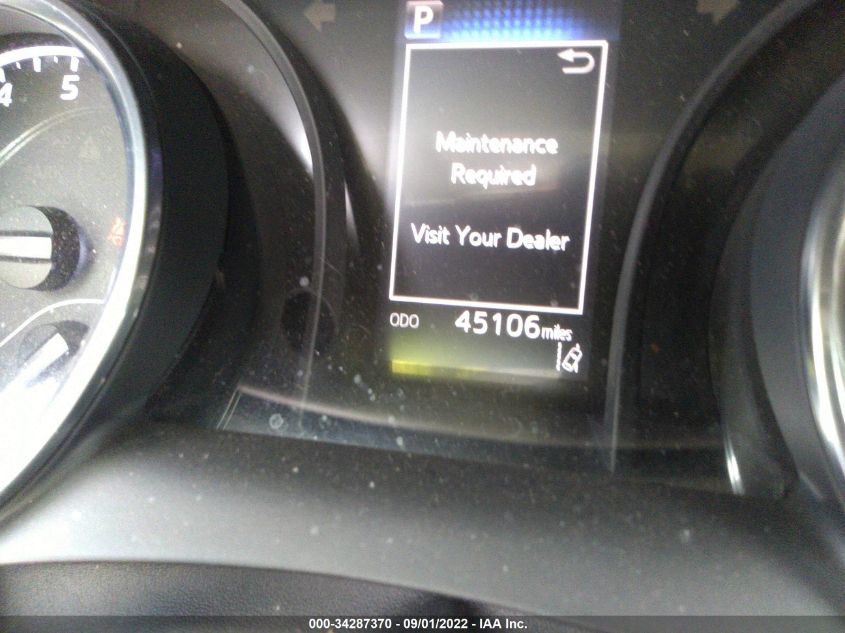 P
4 5
Maintenance
Required
Visit Your Dealer
ODO 45106 miles
000-34287370 - 09/01/2022 - IAA Inc.